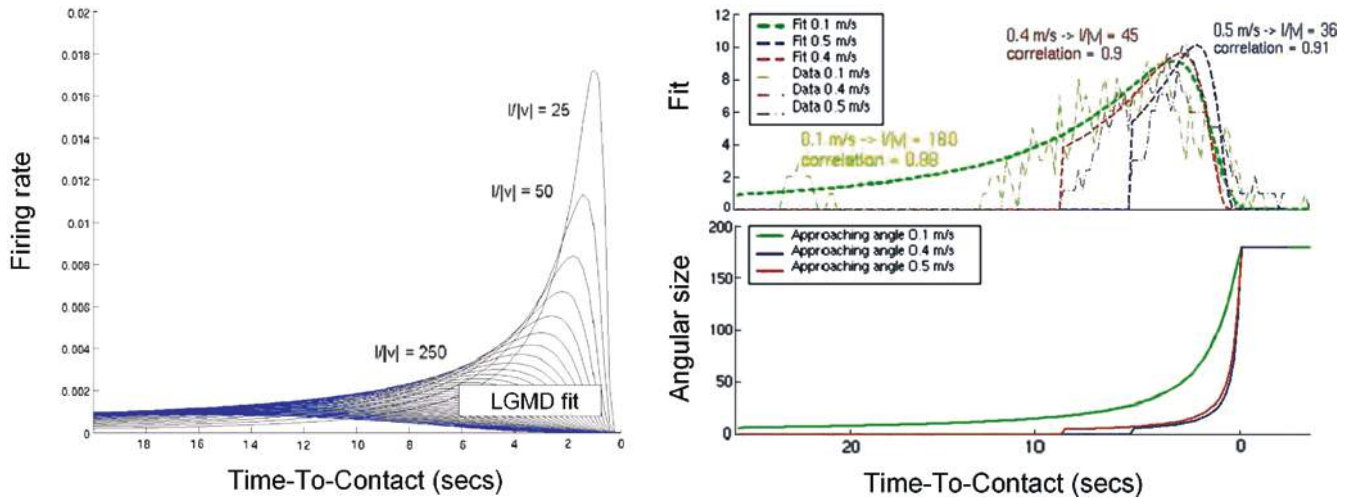 0.02
0.018
0.016
0.014
0.012
0.01
0.008
0.006
0.004
0.002
0
Firing rate
l/|v| = 25
l/|v| = 50
l/|v| = 250
LGMD fit
18 16 14 12 10 8 6 4 2 0
Time-To-Contact (secs)
12
10
8
6
4
2
0
Fit
Fit 0.1 m/s
Fit 0.5 m/s
Fit 0.4 m/s
Data 0.1 m/s
Data 0.4 m/s
Data 0.5 m/s
0.4 m/s -> l/|v| = 45
correlation = 0.9
0.5 m/s -> l/|v| = 36
correlation = 0.91
0.1 m/s -> l/|v| = 180
correlation = 0.88
200
150
100
50
0
Angular size
Approaching angle 0.1 m/s
Approaching angle 0.4 m/s
Approaching angle 0.5 m/s
20 10 0
Time-To-Contact (secs)